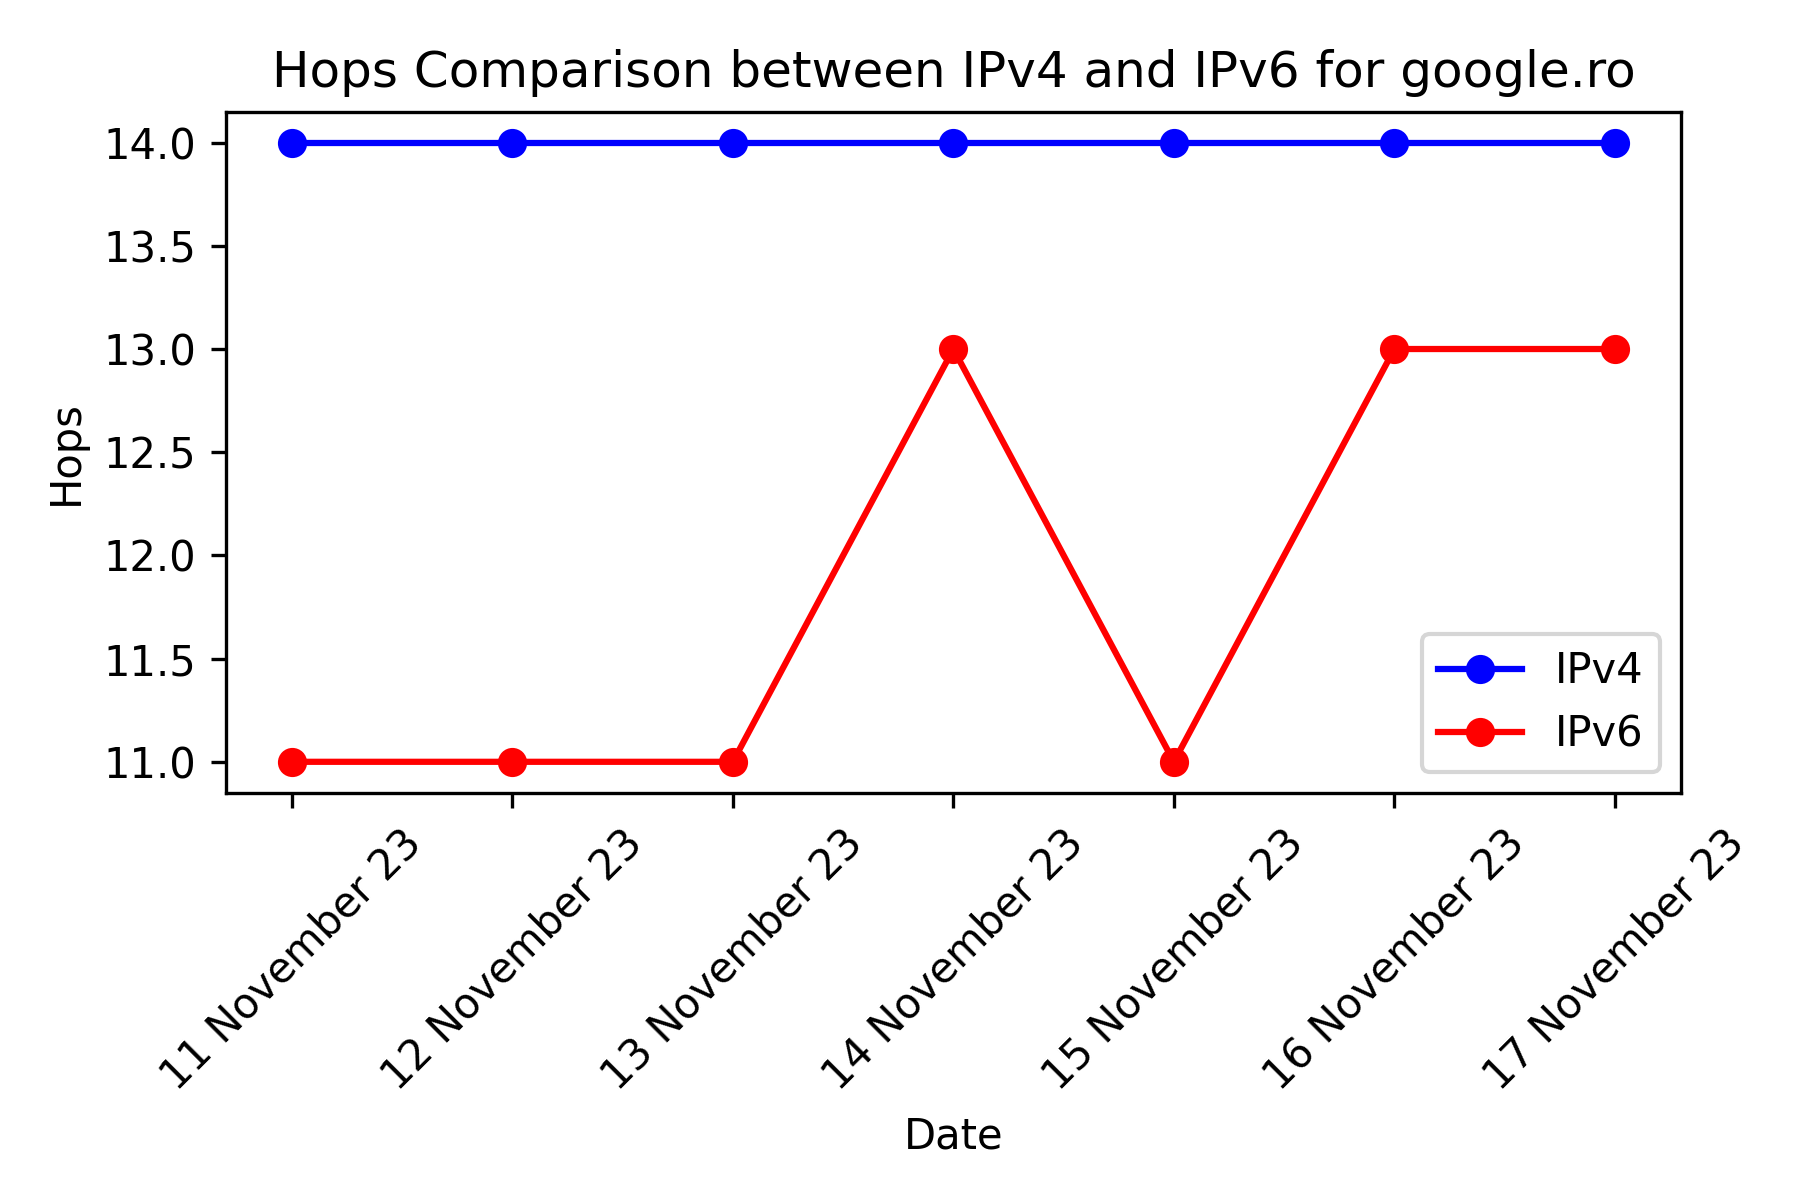 Hops Comparison between IPv4 and IPv6 for google.ro
Hops
14.0
13.5
13.0
12.5
12.0
11.5
11.0
IPv4
IPv6
11 November 23
12 November 23
13 November 23
14 November 23
15 November 23
16 November 23
17 November 23
Date